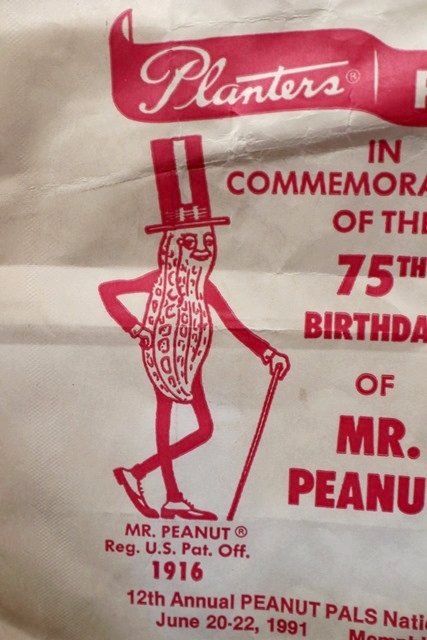 Planters®
IN
COMMEMORA
OF THE
75TH
BIRTHDA
OF
MR.
PEANU
MR. PEANUT®
Reg. U.S. Pat. Off.
1916
12th Annual PEANUT PALS Nati
June 20-22, 1991
Memphi